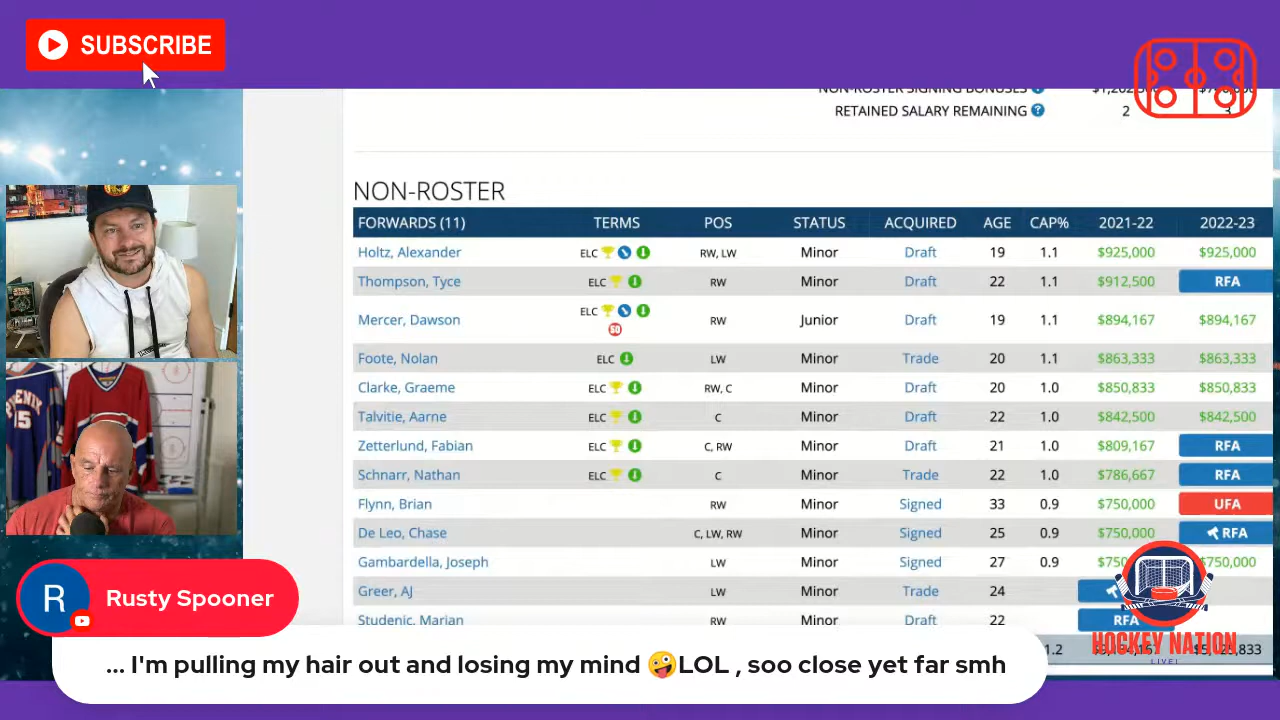 SUBSCRIBE
NON-ROSTER SIGNING BONUSES
RETAINED SALARY REMAINING ? 2 3
NON-ROSTER
FORWARDS (11) TERMS POS STATUS ACQUIRED AGE CAP% 2021-22 2022-23
Holtz, Alexander ELC RW, LW Minor Draft 19 1.1 $925,000 $925,000
Thompson, Tyce ELC RW Minor Draft 22 1.1 $912,500 RFA
Mercer, Dawson ELC RW Junior Draft 19 1.1 $894,167 $894,167
Foote, Nolan ELC LW Minor Trade 20 1.1 $863,333 $863,333
Clarke, Graeme ELC RW, C Minor Draft 20 1.0 $850,833 $850,833
Talvitie, Aarne ELC C Minor Draft 22 1.0 $842,500 $842,500
Zetterlund, Fabian ELC C, RW Minor Draft 21 1.0 $809,167 RFA
Schnarr, Nathan ELC C Minor Trade 22 1.0 $786,667 RFA
Flynn, Brian RW Minor Signed 33 0.9 $750,000 UFA
De Leo, Chase C, LW, RW Minor Signed 25 0.9 $750,000 RFA
Gambardella, Joseph LW Minor Signed 27 0.9 $750,000
Greer, AJ LW Minor Trade 24
Studenic, Marian RW Minor Draft 22 RFA
HOCKEY NATION
LIVE!
R Rusty Spooner
... I'm pulling my hair out and losing my mind 🤪LOL , soo close yet far smh